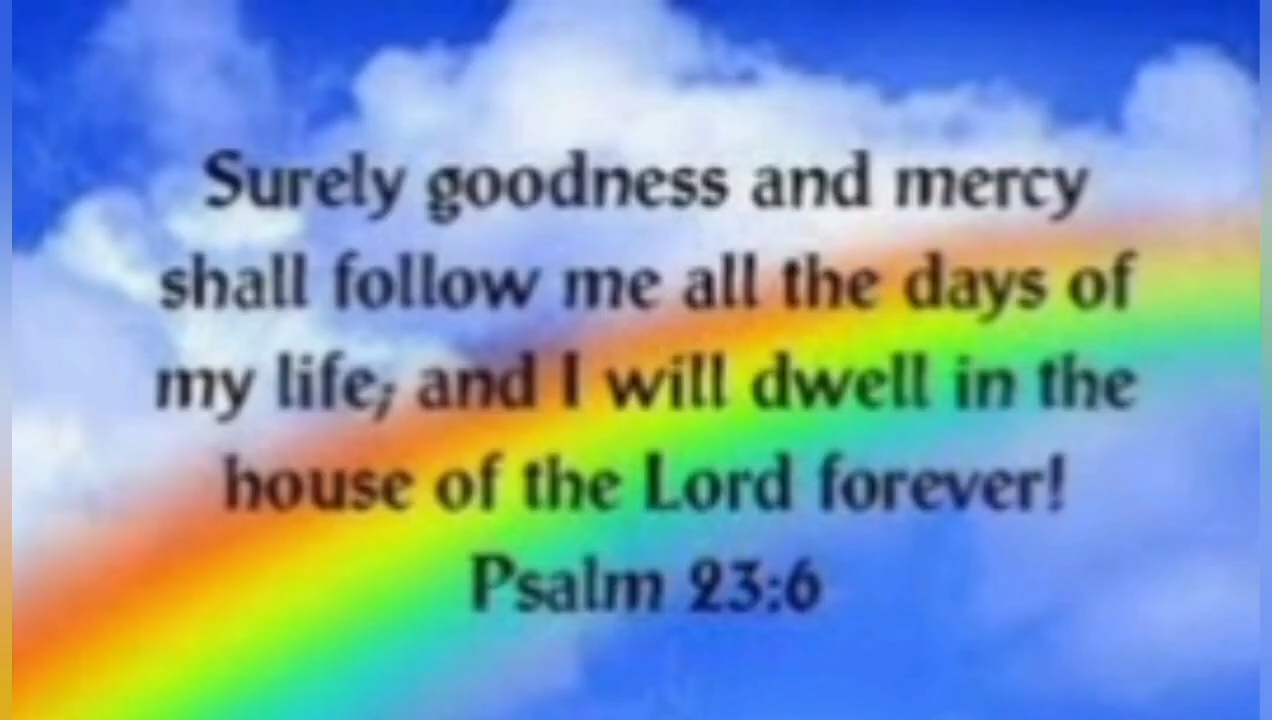 Surely goodness and mercy
shall follow me all the days of
my life; and I will dwell in the
house of the Lord forever!
Psalm 23:6